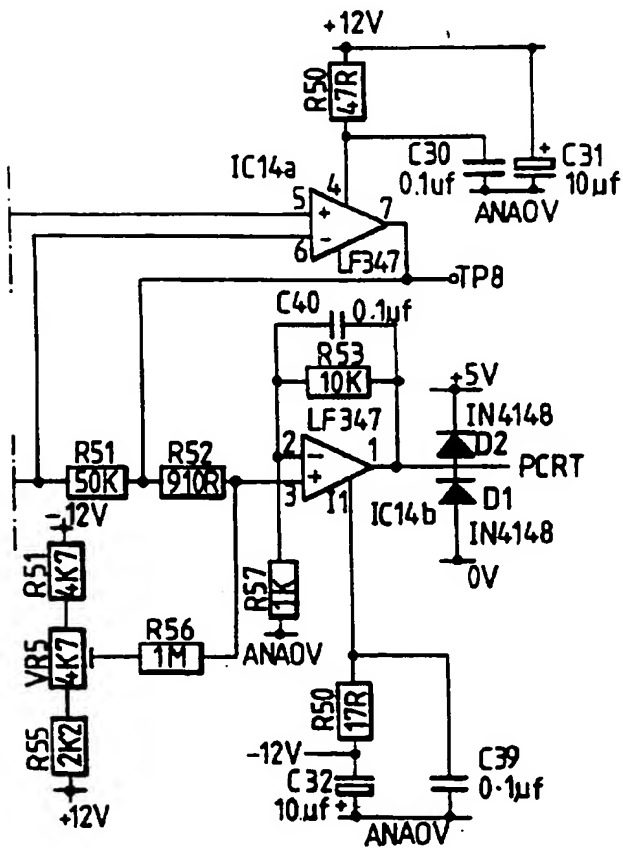 +12V
R50
47R
IC14a
4
C30
0.1uf
+
C31
10µf
ANA0V
5
+
7
6
−
LF347
TP8
C40
0.1µf
R53
10K
LF347
+5V
IN4148
D2
R51
50K
R52
910R
2
−
1
3
+
11
PCRT
IC14b
D1
IN4148
0V
-12V
R51
4K7
R57
1K
ANA0V
VR5
4K7
R56
1M
R55
2K2
+12V
R50
17R
-12V
C32
10µf
+
C39
0.1µf
ANA0V